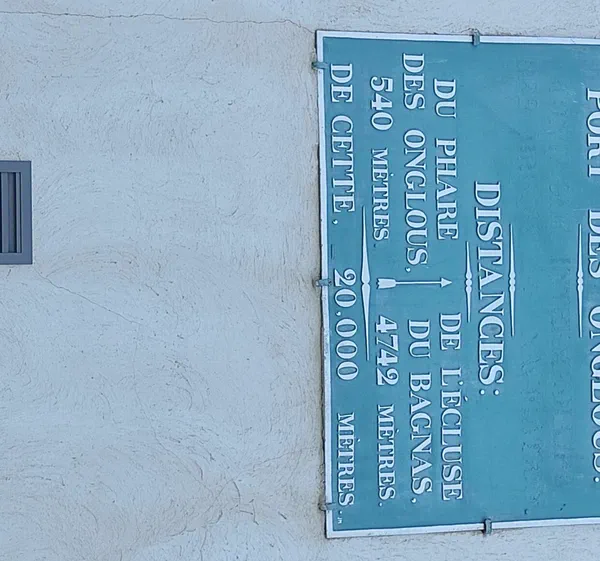 PORT DES ONGLOUS.
DISTANCES:
DU PHARE DE L'ÉCLUSE
DES ONGLOUS, DU BAGNAS,
540 MÈTRES. 4742 MÈTRES.
DE CETTE, 20.000 MÈTRES.